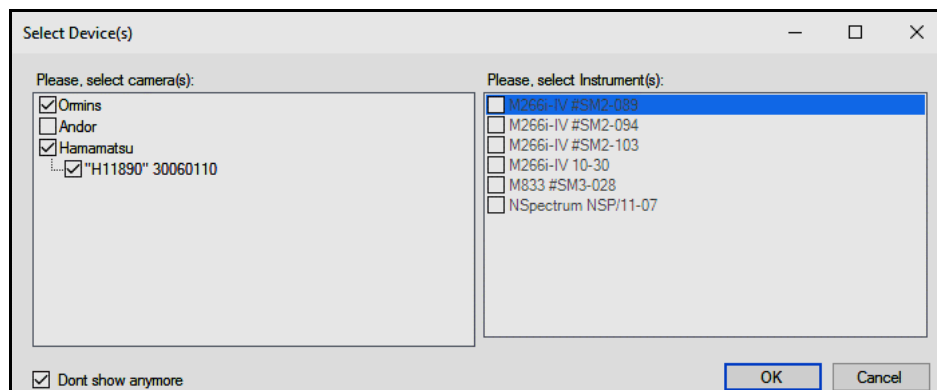 Select Device(s)
Please, select camera(s):
Ormins
Andor
Hamamatsu
"H11890" 30060110
Please, select Instrument(s):
M266i-IV #SM2-089
M266i-IV #SM2-094
M266i-IV #SM2-103
M266i-IV 10-30
M833 #SM3-028
NSpectrum NSP/11-07
Dont show anymore
OK
Cancel